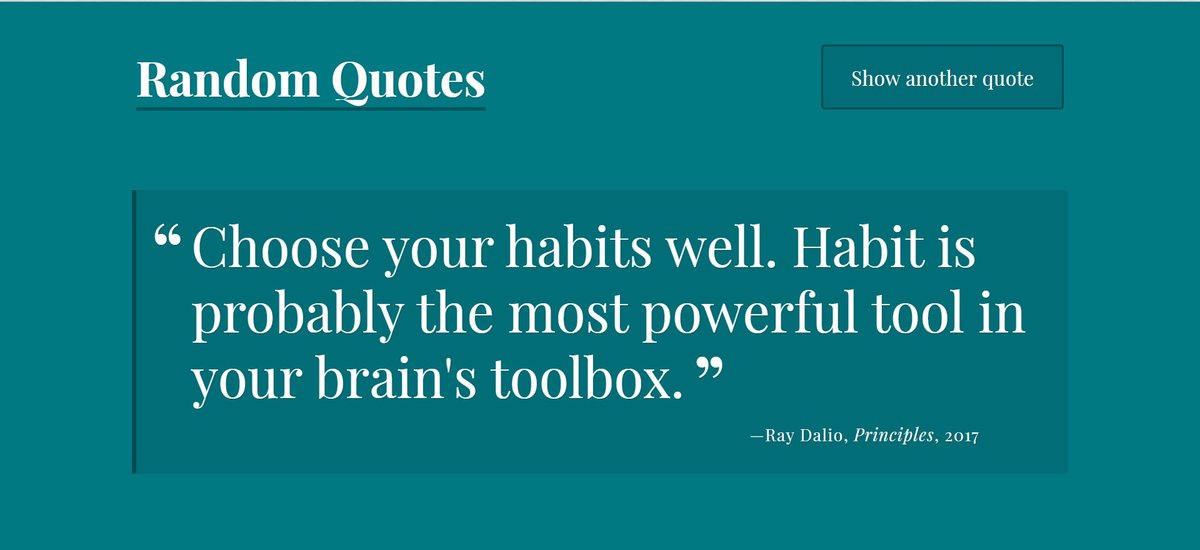 Random Quotes
Show another quote
“Choose your habits well. Habit is
probably the most powerful tool in
your brain's toolbox.”
—Ray Dalio, Principles, 2017